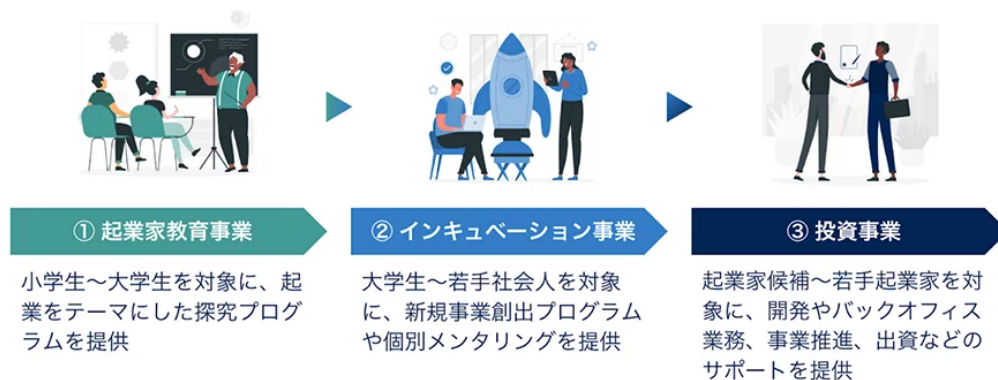 ① 起業家教育事業
小学生〜大学生を対象に、起
業をテーマにした探究プログ
ラムを提供
② インキュベーション事業
大学生〜若手社会人を対象
に、新規事業創出プログラム
や個別メンタリングを提供
③ 投資事業
起業家候補〜若手起業家を対
象に、開発やバックオフィス
業務、事業推進、出資などの
サポートを提供